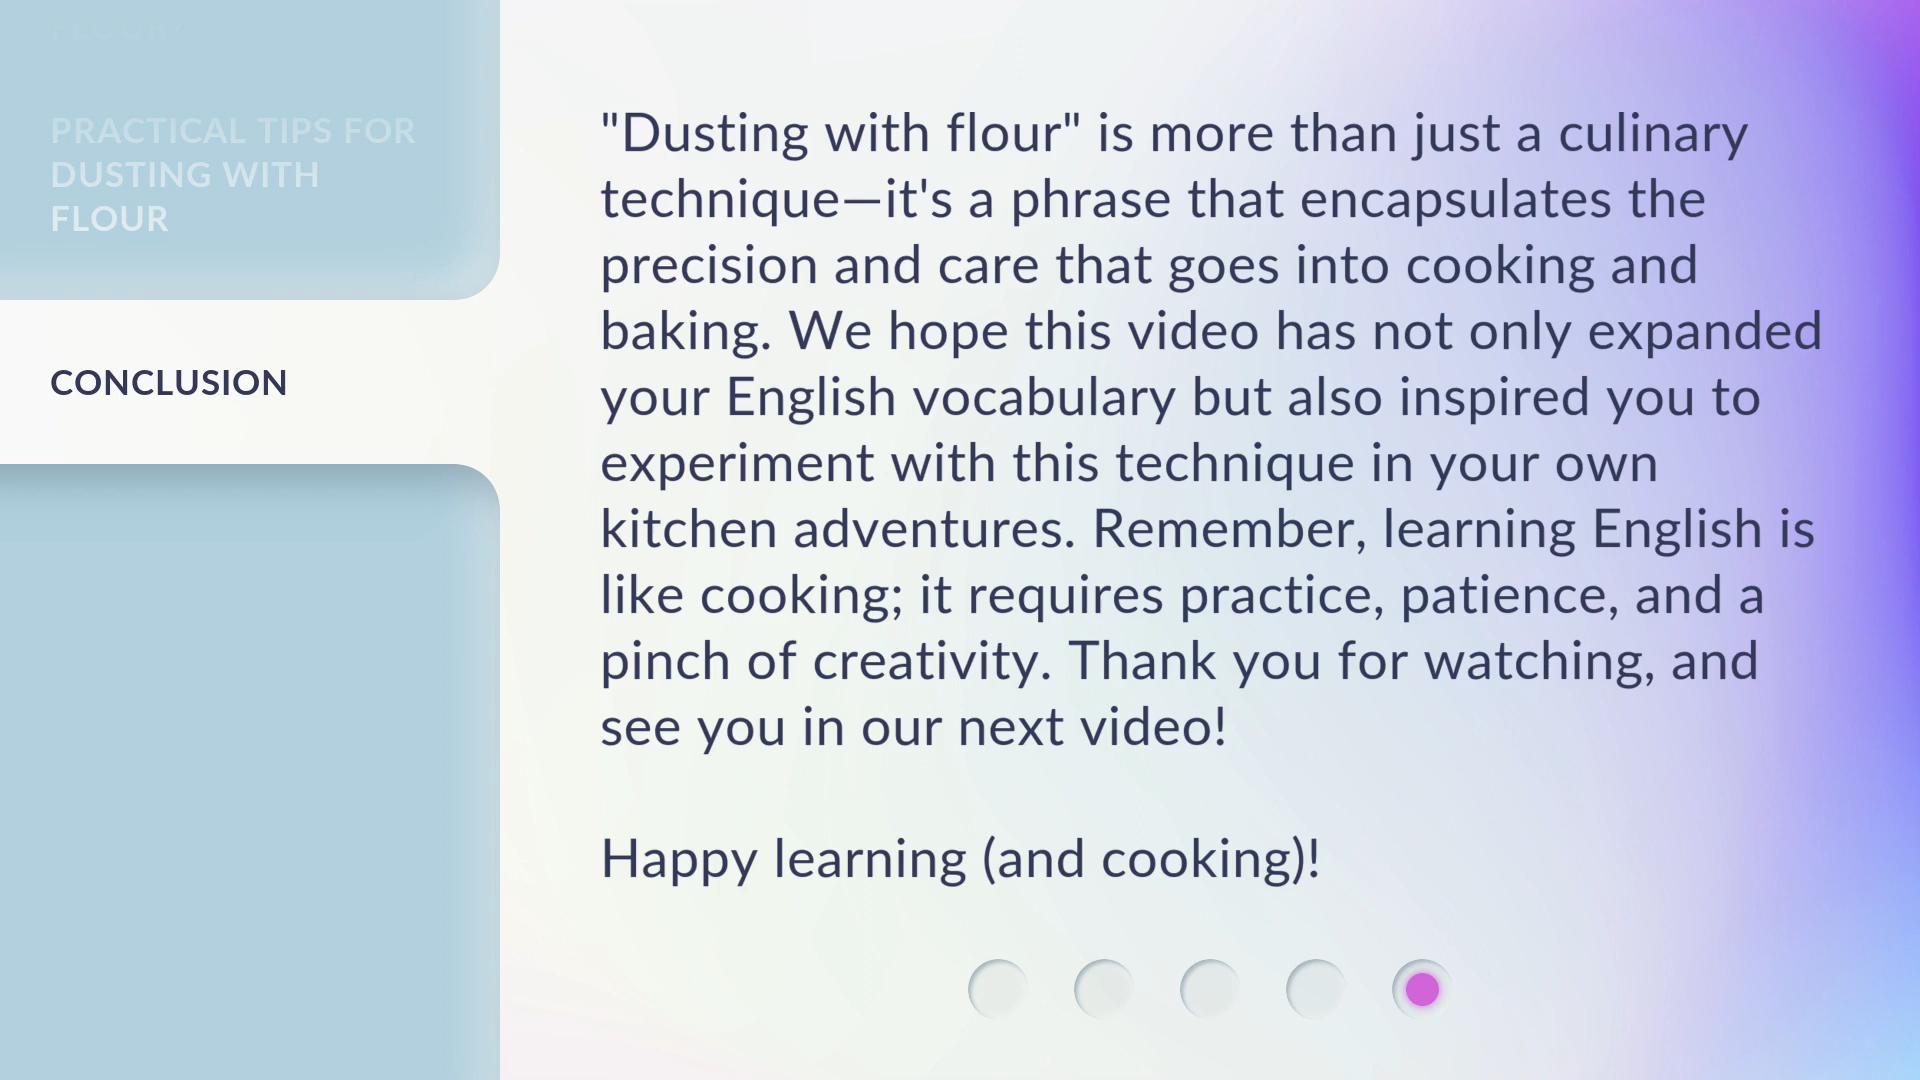 FLOUR?
PRACTICAL TIPS FOR
DUSTING WITH
FLOUR
CONCLUSION
"Dusting with flour" is more than just a culinary
technique—it's a phrase that encapsulates the
precision and care that goes into cooking and
baking. We hope this video has not only expanded
your English vocabulary but also inspired you to
experiment with this technique in your own
kitchen adventures. Remember, learning English is
like cooking; it requires practice, patience, and a
pinch of creativity. Thank you for watching, and
see you in our next video!
Happy learning (and cooking)!